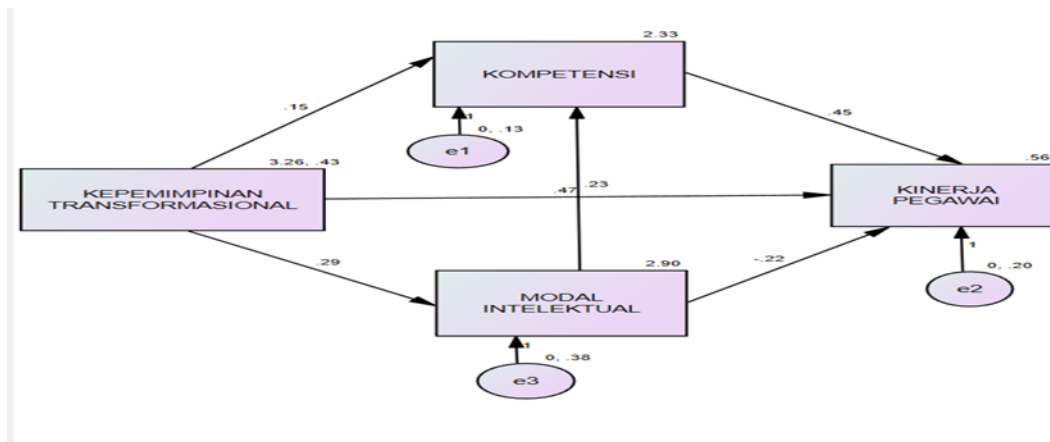 2.33
KOMPETENSI
.15
1
0, .13
e1
.45
3.26, .43
KEPEMIMPINAN
TRANSFORMASIONAL
.47
.23
.56
KINERJA
PEGAWAI
.29
2.90
MODAL
INTELEKTUAL
-.22
1
0, .20
e2
1
0, .38
e3